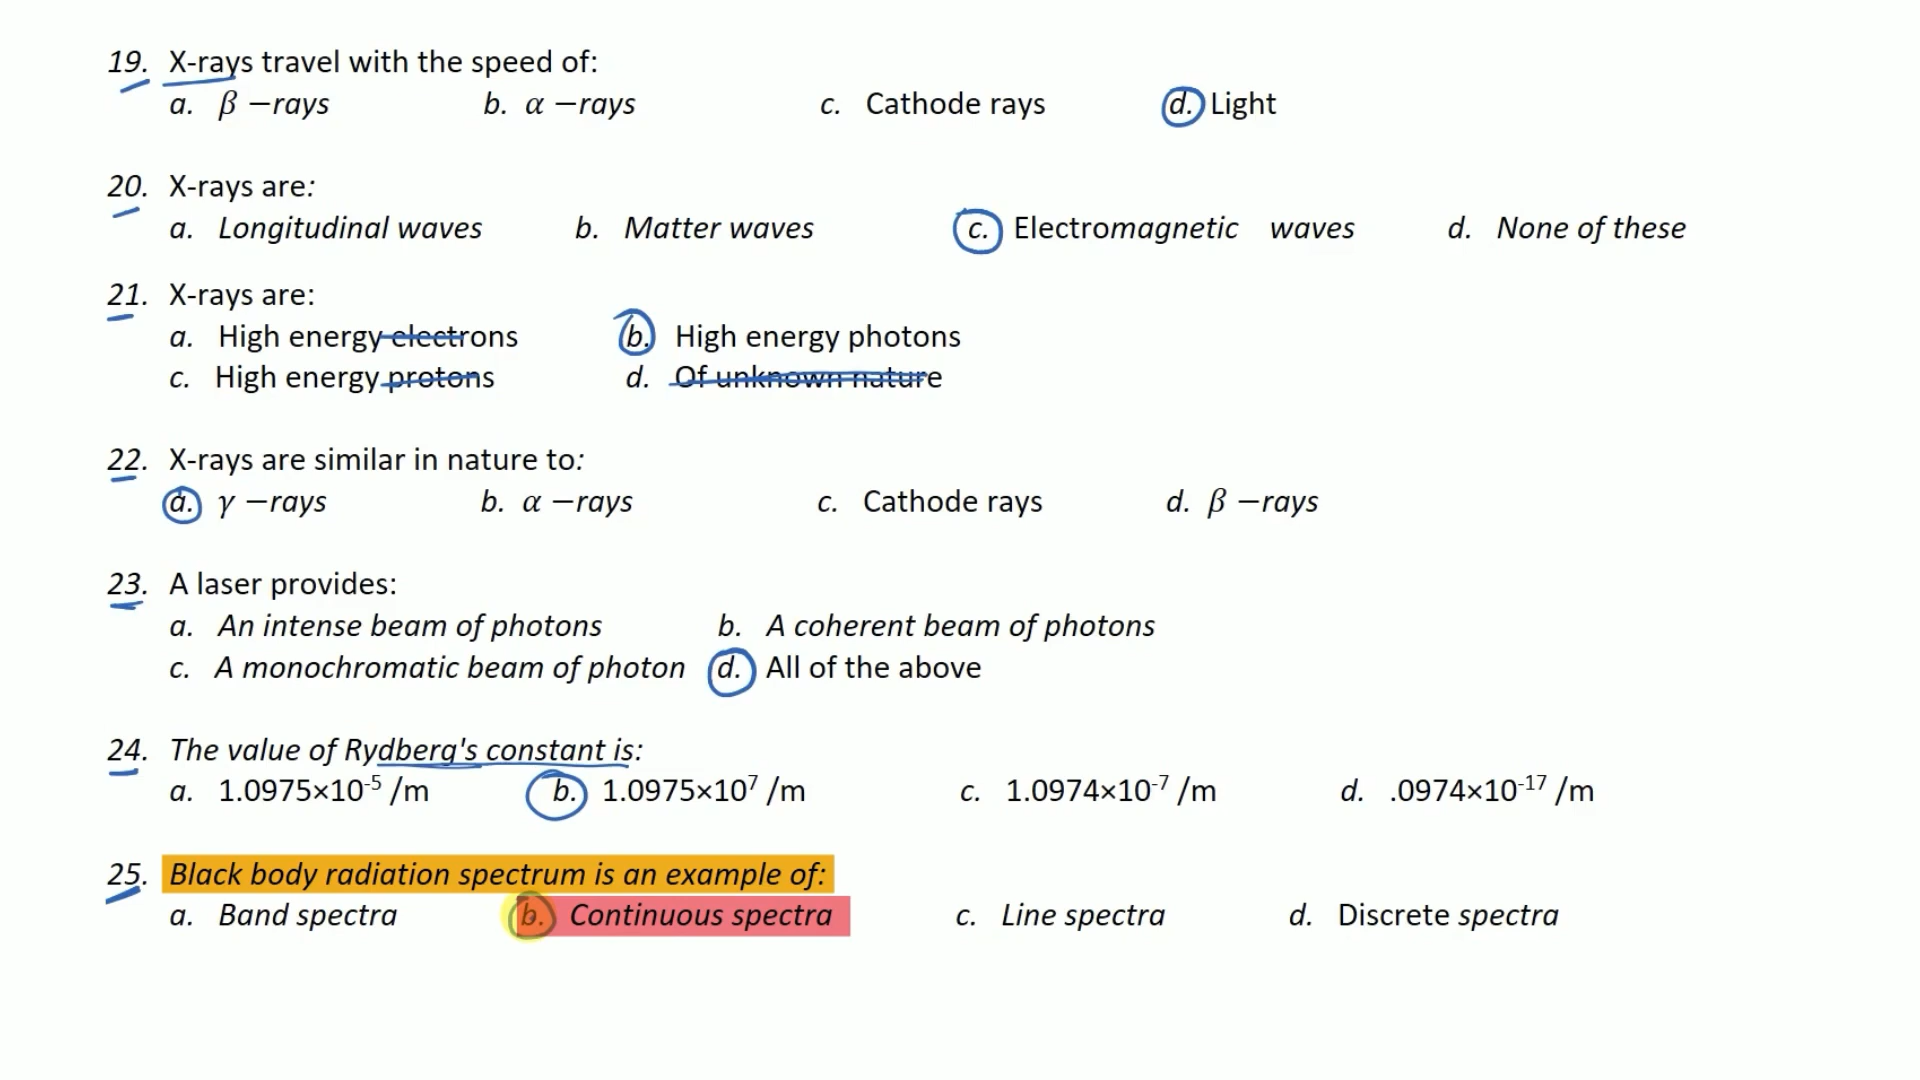 19. X-rays travel with the speed of:
a. β −rays b. α −rays c. Cathode rays d. Light
20. X-rays are:
a. Longitudinal waves b. Matter waves c. Electromagnetic waves d. None of these
21. X-rays are:
a. High energy electrons b. High energy photons
c. High energy protons d. Of unknown nature
22. X-rays are similar in nature to:
a. γ −rays b. α −rays c. Cathode rays d. β −rays
23. A laser provides:
a. An intense beam of photons b. A coherent beam of photons
c. A monochromatic beam of photon d. All of the above
24. The value of Rydberg's constant is:
a. 1.0975×10⁻⁵ /m b. 1.0975×10⁷ /m c. 1.0974×10⁻⁷ /m d. .0974×10⁻¹⁷ /m
25. Black body radiation spectrum is an example of:
a. Band spectra b. Continuous spectra c. Line spectra d. Discrete spectra